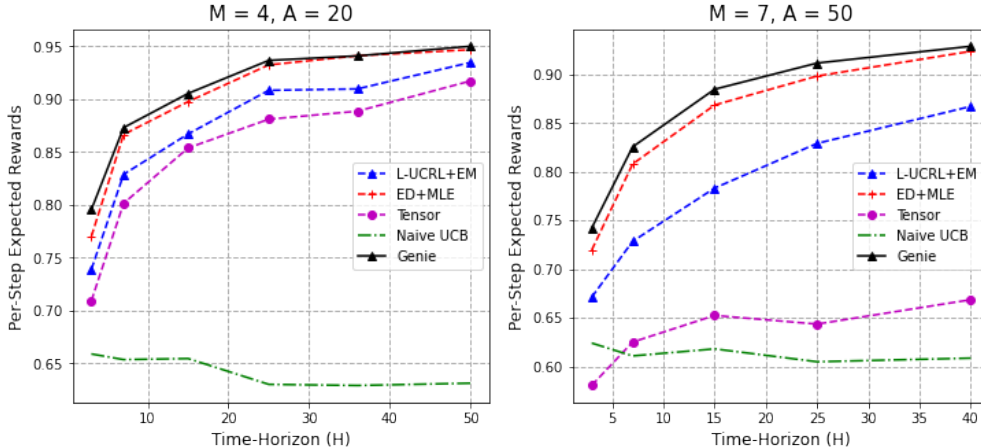 M = 4, A = 20
Per-Step Expected Rewards
0.95
0.90
0.85
0.80
0.75
0.70
0.65
L-UCRL+EM
ED+MLE
Tensor
Naive UCB
Genie
10 20 30 40 50
Time-Horizon (H)
M = 7, A = 50
Per-Step Expected Rewards
0.90
0.85
0.80
0.75
0.70
0.65
0.60
L-UCRL+EM
ED+MLE
Tensor
Naive UCB
Genie
5 10 15 20 25 30 35 40
Time-Horizon (H)